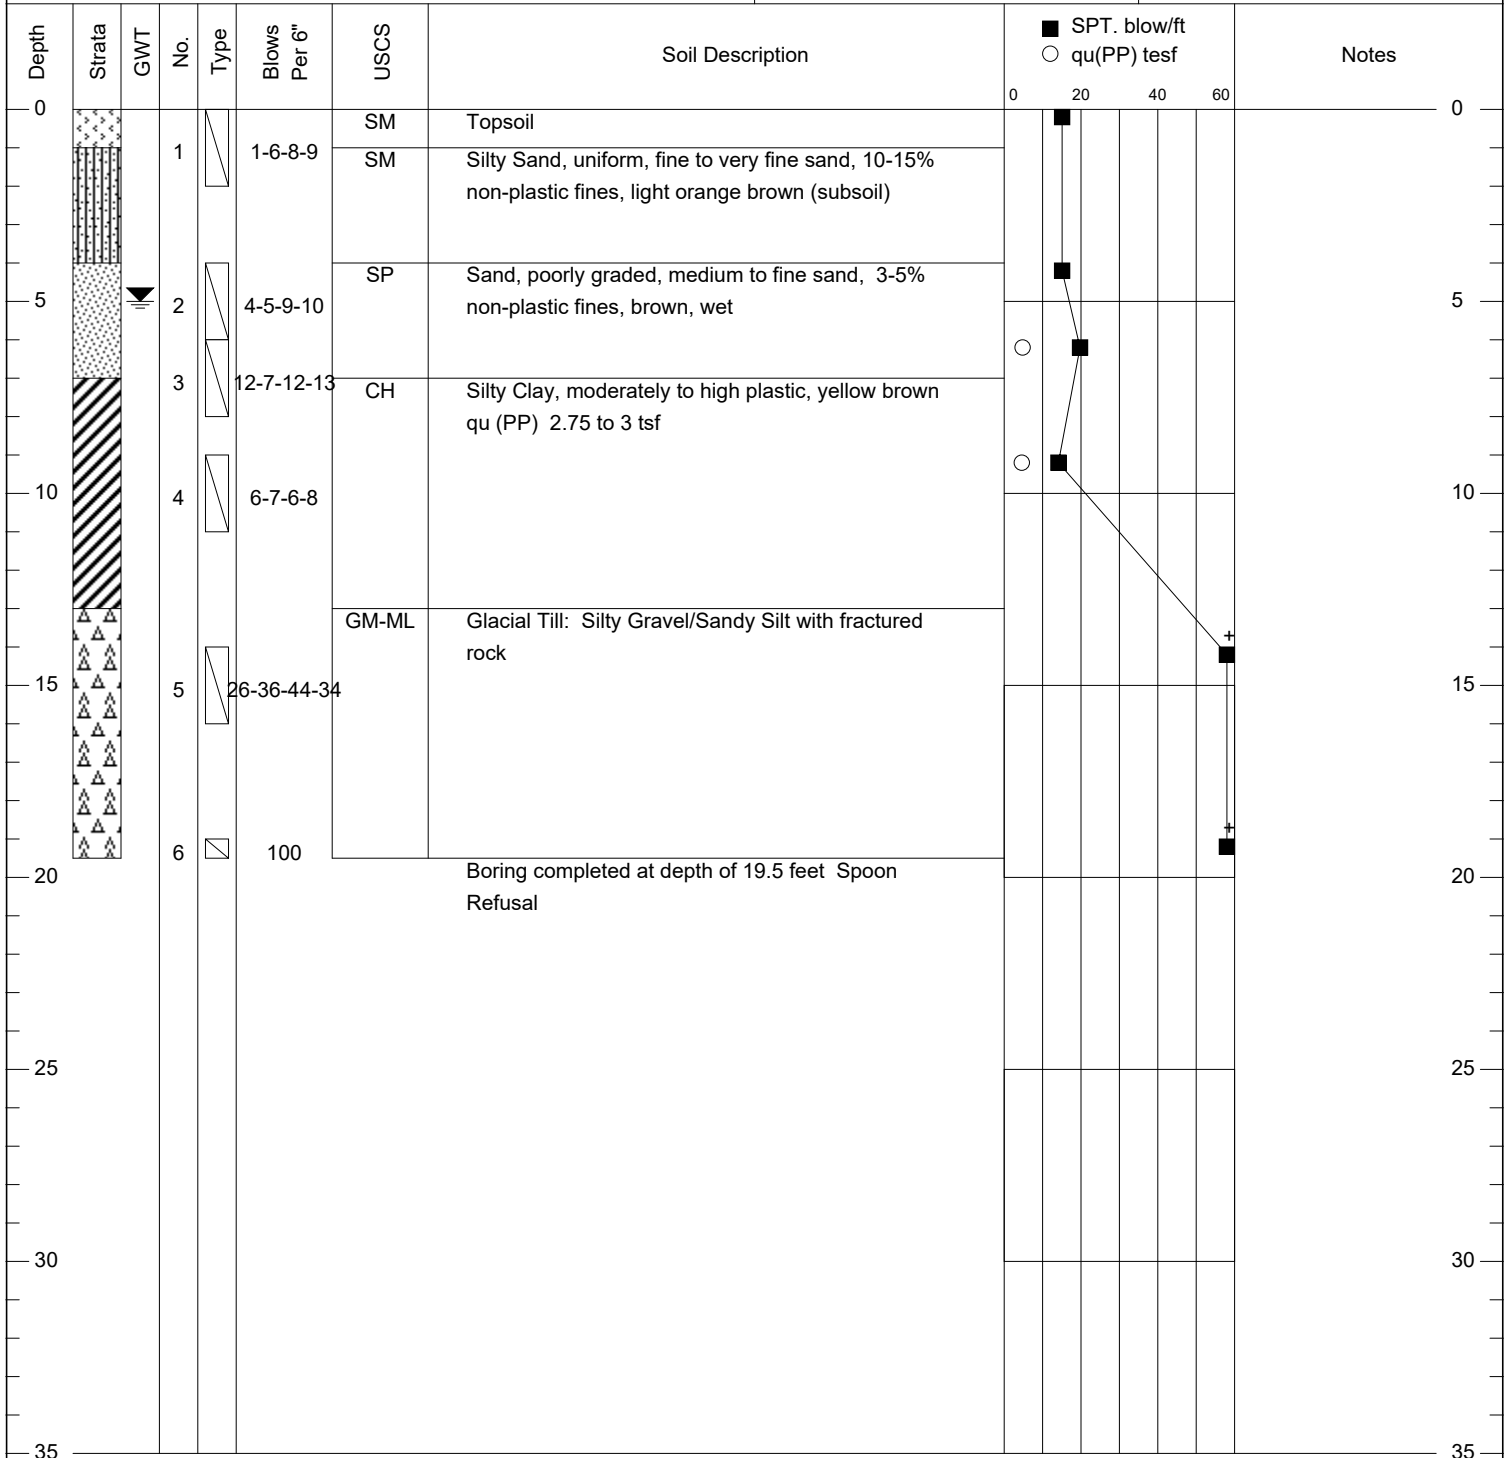 Depth
Strata
GWT
No.
Type
Blows
Per 6"
USCS
Soil Description
SPT. blow/ft
qu(PP) tesf
0 20 40 60
Notes
0 0
SM Topsoil
1 1-6-8-9
SM Silty Sand, uniform, fine to very fine sand, 10-15%
non-plastic fines, light orange brown (subsoil)
SP Sand, poorly graded, medium to fine sand, 3-5%
5 5
2 4-5-9-10 non-plastic fines, brown, wet
3 12-7-12-13
CH Silty Clay, moderately to high plastic, yellow brown
qu (PP) 2.75 to 3 tsf
10 10
4 6-7-6-8
GM-ML Glacial Till: Silty Gravel/Sandy Silt with fractured
+
rock
15 15
5 26-36-44-34
+
6 100
20 Boring completed at depth of 19.5 feet Spoon 20
Refusal
25 25
30 30
35 35